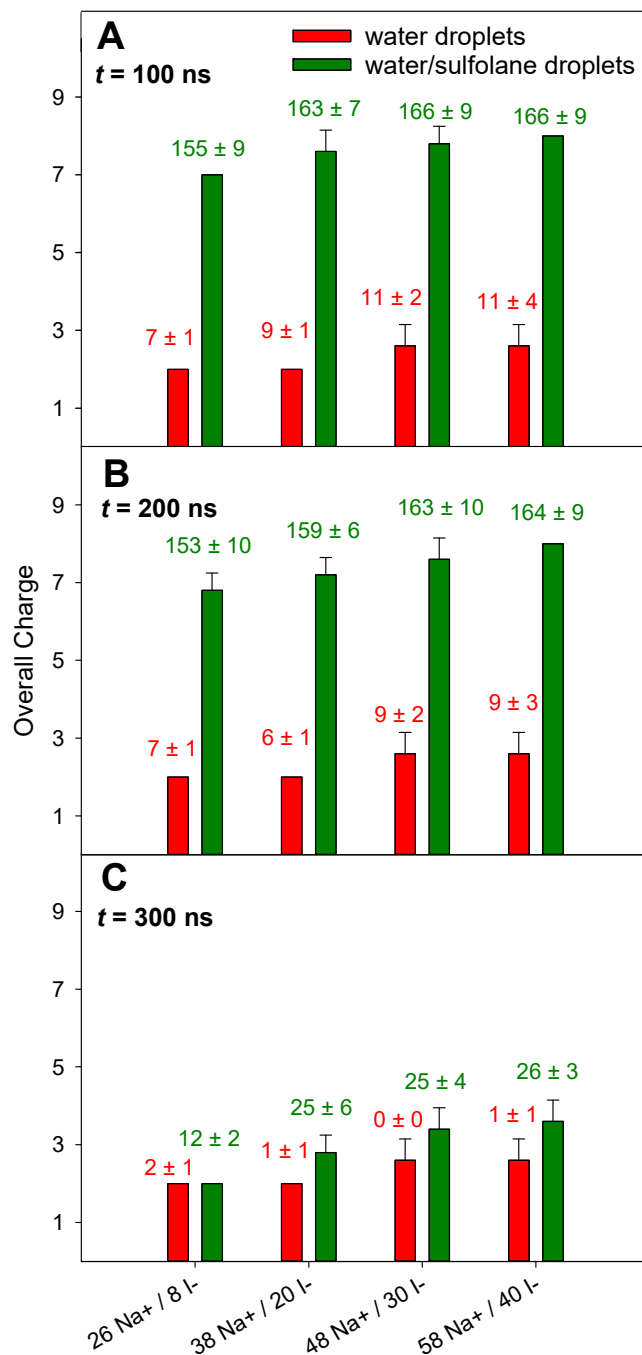 A
water droplets
water/sulfolane droplets
t = 100 ns
9
7
5
3
1
155 ± 9
163 ± 7
166 ± 9
166 ± 9
7 ± 1
9 ± 1
11 ± 2
11 ± 4
B
t = 200 ns
Overall Charge
9
7
5
3
1
153 ± 10
159 ± 6
163 ± 10
164 ± 9
7 ± 1
6 ± 1
9 ± 2
9 ± 3
C
t = 300 ns
9
7
5
3
1
2 ± 1
12 ± 2
1 ± 1
25 ± 6
0 ± 0
25 ± 4
1 ± 1
26 ± 3
26 Na+ / 8 I-
38 Na+ / 20 I-
48 Na+ / 30 I-
58 Na+ / 40 I-